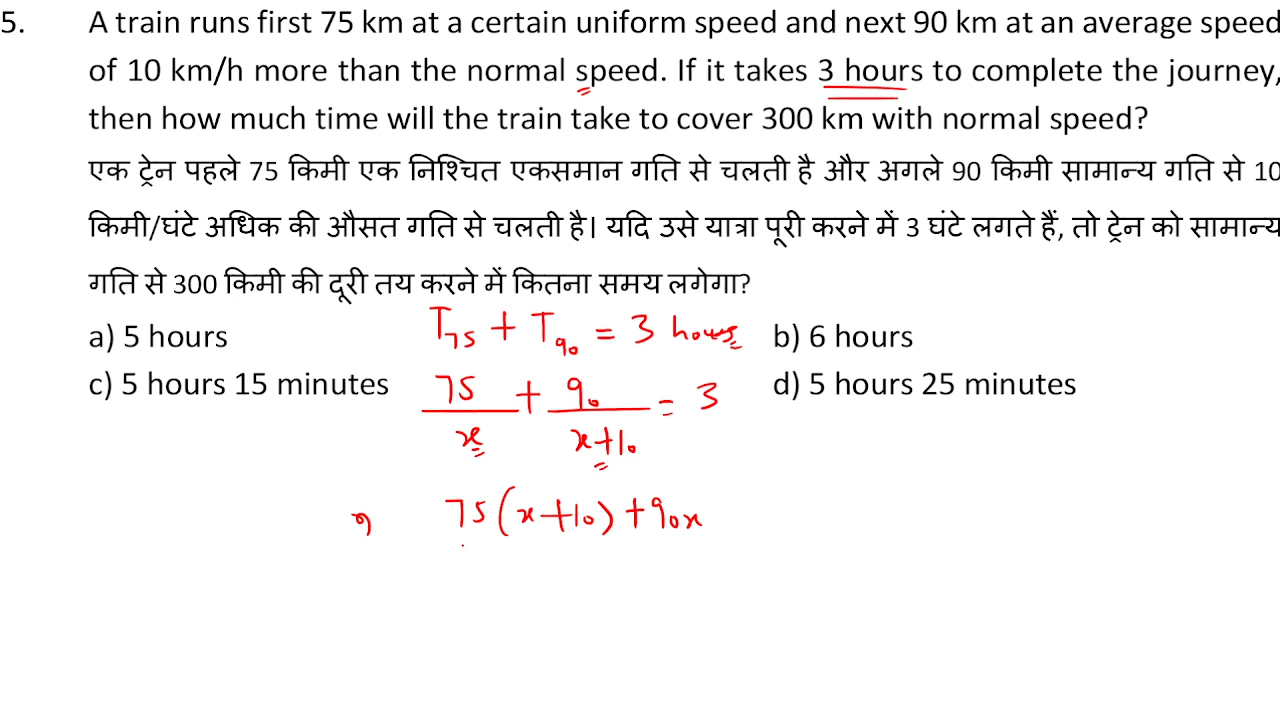 5. A train runs first 75 km at a certain uniform speed and next 90 km at an average speed
of 10 km/h more than the normal speed. If it takes 3 hours to complete the journey,
then how much time will the train take to cover 300 km with normal speed?
एक ट्रेन पहले 75 किमी एक निश्चित एकसमान गति से चलती है और अगले 90 किमी सामान्य गति से 10
किमी/घंटे अधिक की औसत गति से चलती है। यदि उसे यात्रा पूरी करने में 3 घंटे लगते हैं, तो ट्रेन को सामान्य
गति से 300 किमी की दूरी तय करने में कितना समय लगेगा?
a) 5 hours b) 6 hours
c) 5 hours 15 minutes d) 5 hours 25 minutes
T75 + T90 = 3 hours
75/x + 90/x+10 = 3
⇒ 75(x+10)+90x